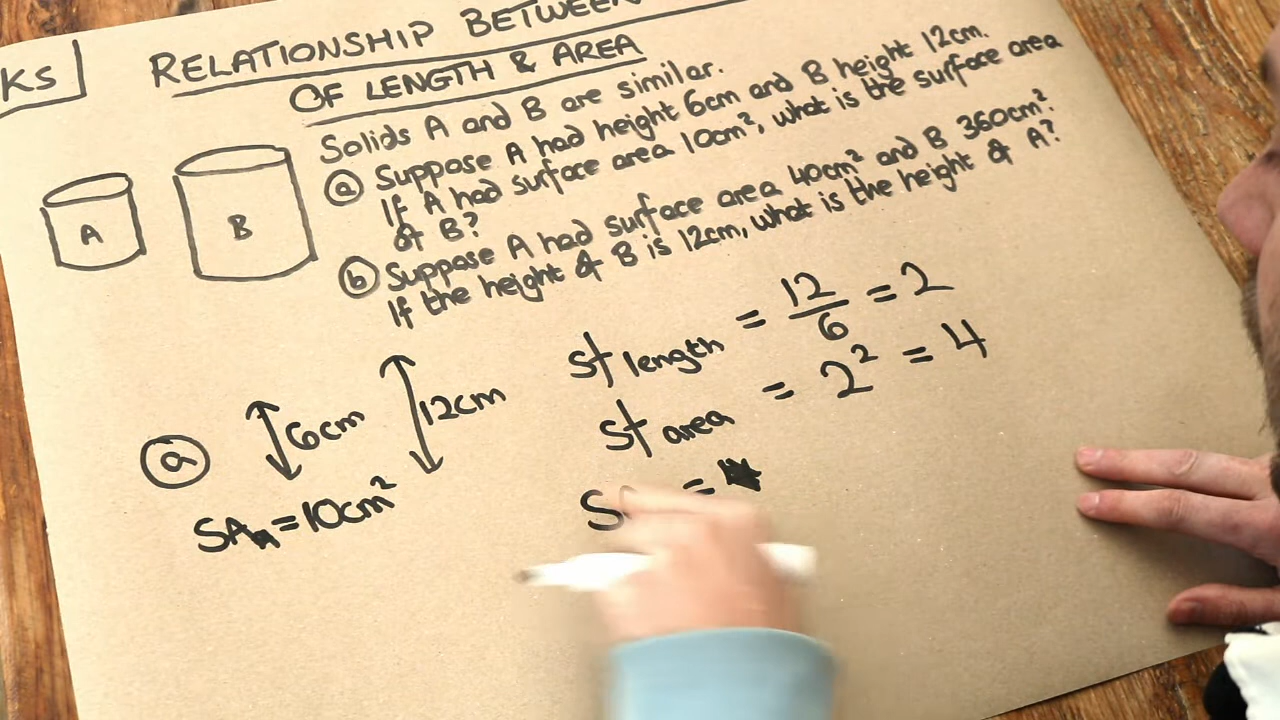 KS
RELATIONSHIP BETWEEN
OF LENGTH & AREA
Solids A and B are similar.
ⓐ Suppose A had height 6cm and B height 12cm.
If A had surface area 10cm², what is the surface area
of B?
ⓑ Suppose A had surface area 40cm² and B 360cm².
If the height of B is 12cm, what is the height of A?
A
B
ⓐ
6cm
12cm
SA_A = 10cm²
sf length = 12/6 = 2
sf area = 2² = 4
=